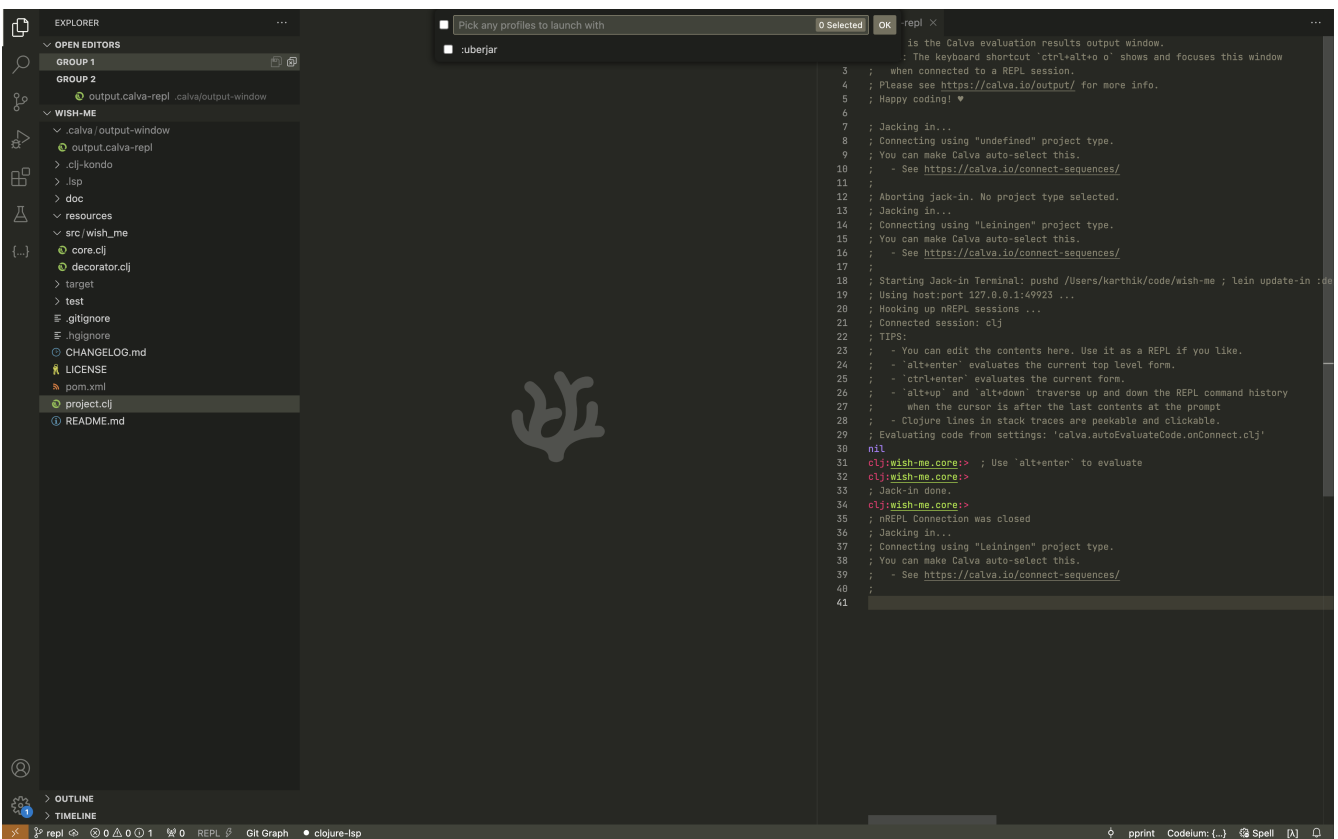 EXPLORER
OPEN EDITORS
GROUP 1
GROUP 2
output.calva-repl .calva/output-window
WISH-ME
.calva/output-window
output.calva-repl
.clj-kondo
.lsp
doc
resources
src/wish_me
core.clj
decorator.clj
target
test
.gitignore
.hgignore
CHANGELOG.md
LICENSE
pom.xml
project.clj
README.md
OUTLINE
TIMELINE
Pick any profiles to launch with 0 Selected OK
:uberjar
-repl
is the Calva evaluation results output window.
: The keyboard shortcut `ctrl+alt+o o` shows and focuses this window
3 ; when connected to a REPL session.
4 ; Please see https://calva.io/output/ for more info.
5 ; Happy coding! ♥
6
7 ; Jacking in...
8 ; Connecting using "undefined" project type.
9 ; You can make Calva auto-select this.
10 ; - See https://calva.io/connect-sequences/
11 ;
12 ; Aborting jack-in. No project type selected.
13 ; Jacking in...
14 ; Connecting using "Leiningen" project type.
15 ; You can make Calva auto-select this.
16 ; - See https://calva.io/connect-sequences/
17 ;
18 ; Starting Jack-in Terminal: pushd /Users/karthik/code/wish-me ; lein update-in :de
19 ; Using host:port 127.0.0.1:49923 ...
20 ; Hooking up nREPL sessions ...
21 ; Connected session: clj
22 ; TIPS:
23 ; - You can edit the contents here. Use it as a REPL if you like.
24 ; - `alt+enter` evaluates the current top level form.
25 ; - `ctrl+enter` evaluates the current form.
26 ; - `alt+up` and `alt+down` traverse up and down the REPL command history
27 ; when the cursor is after the last contents at the prompt
28 ; - Clojure lines in stack traces are peekable and clickable.
29 ; Evaluating code from settings: 'calva.autoEvaluateCode.onConnect.clj'
30 nil
31 clj:wish-me.core:> ; Use `alt+enter` to evaluate
32 clj:wish-me.core:>
33 ; Jack-in done.
34 clj:wish-me.core:>
35 ; nREPL Connection was closed
36 ; Jacking in...
37 ; Connecting using "Leiningen" project type.
38 ; You can make Calva auto-select this.
39 ; - See https://calva.io/connect-sequences/
40 ;
41
1
repl 0 0 1 0 REPL Git Graph clojure-lsp pprint Codeium: {...} Spell [λ]